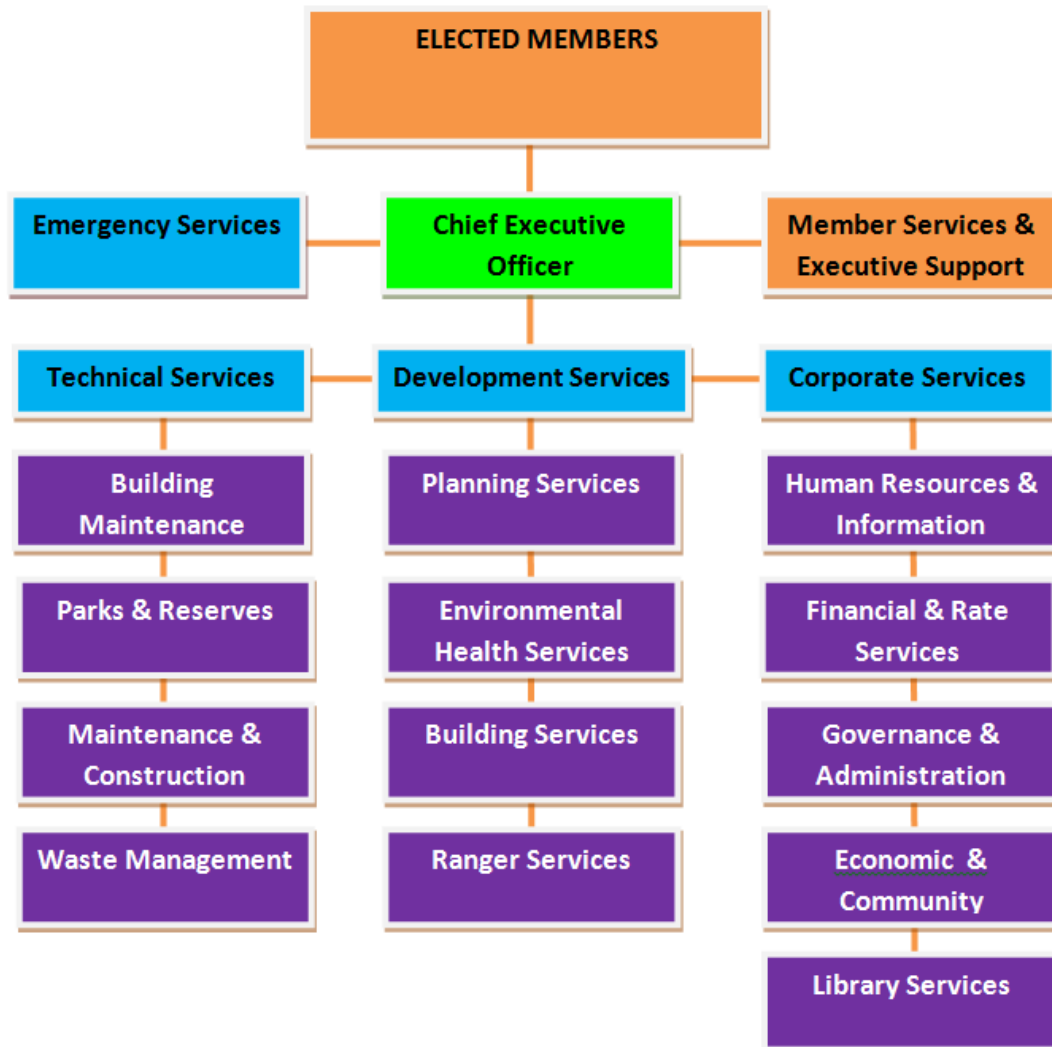 ELECTED MEMBERS
Emergency Services
Chief Executive
Officer
Member Services &
Executive Support
Technical Services
Development Services
Corporate Services
Building
Maintenance
Planning Services
Human Resources &
Information
Parks & Reserves
Environmental
Health Services
Financial & Rate
Services
Maintenance &
Construction
Building Services
Governance &
Administration
Waste Management
Ranger Services
Economic  &
Community
Library Services